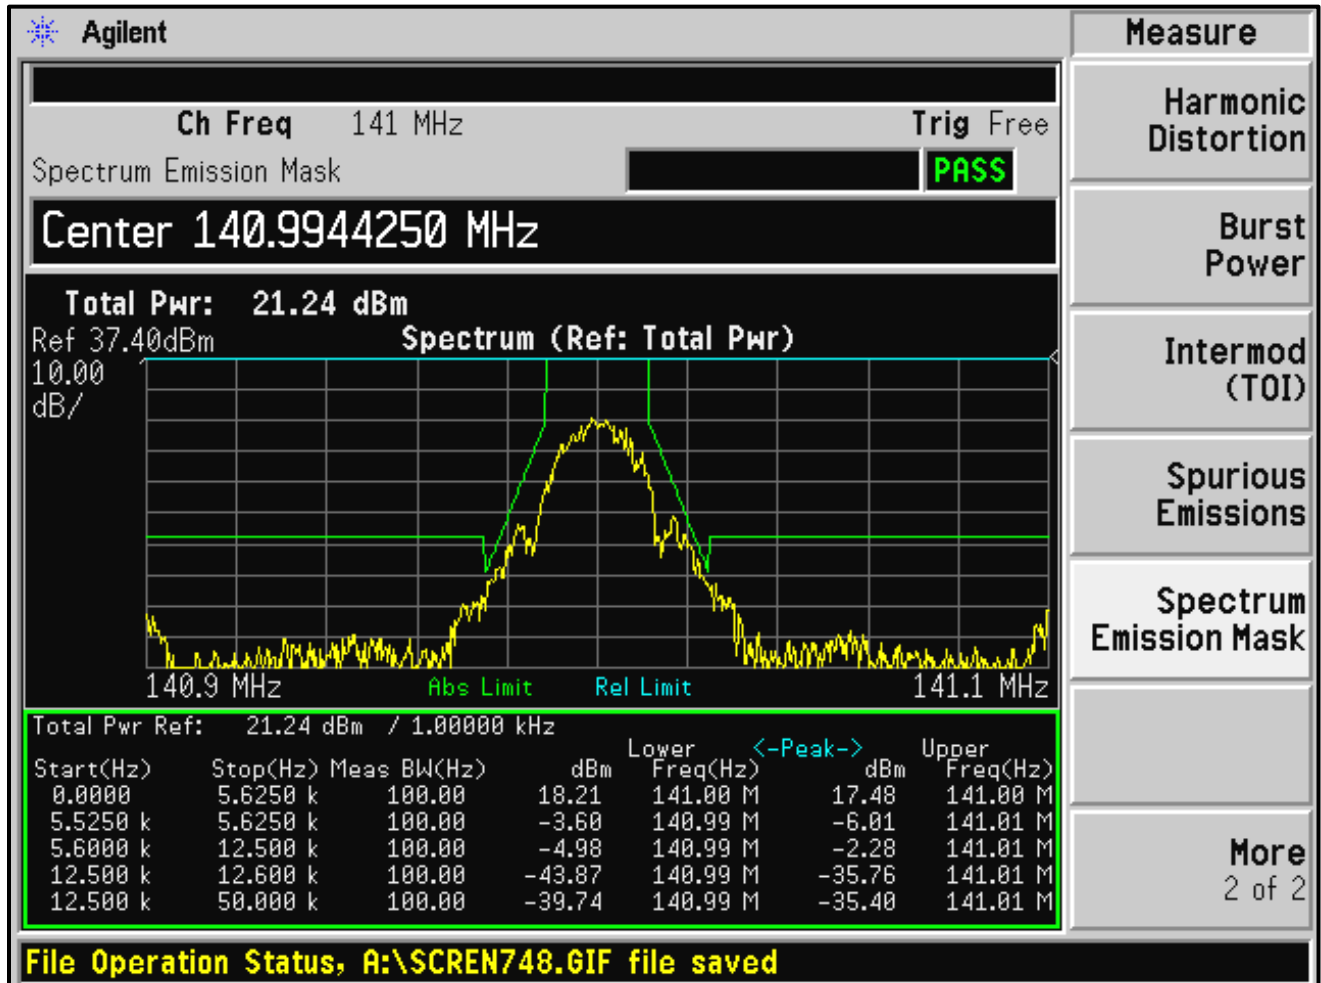 Agilent
Measure
Ch Freq 141 MHz Trig Free
Spectrum Emission Mask PASS
Center 140.9944250 MHz
Total Pwr: 21.24 dBm
Ref 37.40dBm Spectrum (Ref: Total Pwr)
10.00
dB/
140.9 MHz Abs Limit Rel Limit 141.1 MHz
Total Pwr Ref: 21.24 dBm / 1.00000 kHz
Lower <-Peak-> Upper
Start(Hz) Stop(Hz) Meas BW(Hz) dBm Freq(Hz) dBm Freq(Hz)
0.0000 5.6250 k 100.00 18.21 141.00 M 17.48 141.00 M
5.5250 k 5.6250 k 100.00 -3.60 140.99 M -6.01 141.01 M
5.6000 k 12.500 k 100.00 -4.98 140.99 M -2.28 141.01 M
12.500 k 12.600 k 100.00 -43.87 140.99 M -35.76 141.01 M
12.500 k 50.000 k 100.00 -39.74 140.99 M -35.40 141.01 M
Harmonic
Distortion
Burst
Power
Intermod
(TOI)
Spurious
Emissions
Spectrum
Emission Mask
More
2 of 2
File Operation Status, A:\SCREN748.GIF file saved